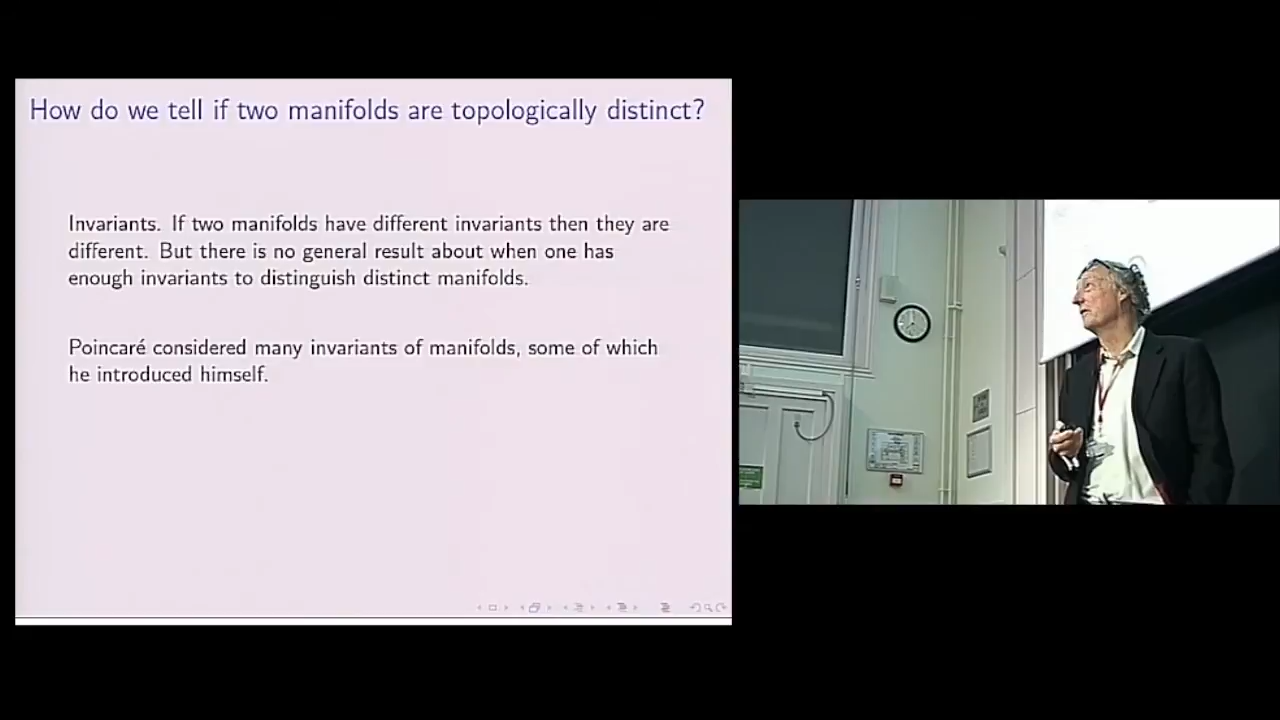 How do we tell if two manifolds are topologically distinct?
Invariants. If two manifolds have different invariants then they are
different. But there is no general result about when one has
enough invariants to distinguish distinct manifolds.
Poincaré considered many invariants of manifolds, some of which
he introduced himself.